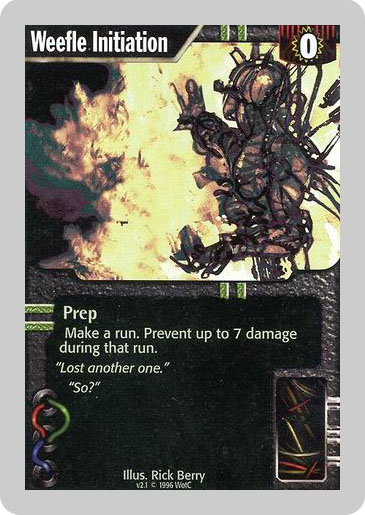 Weefle Initiation
0
Prep
Make a run. Prevent up to 7 damage
during that run.
"Lost another one."
"So?"
Illus. Rick Berry
v2.1 © 1996 WotC